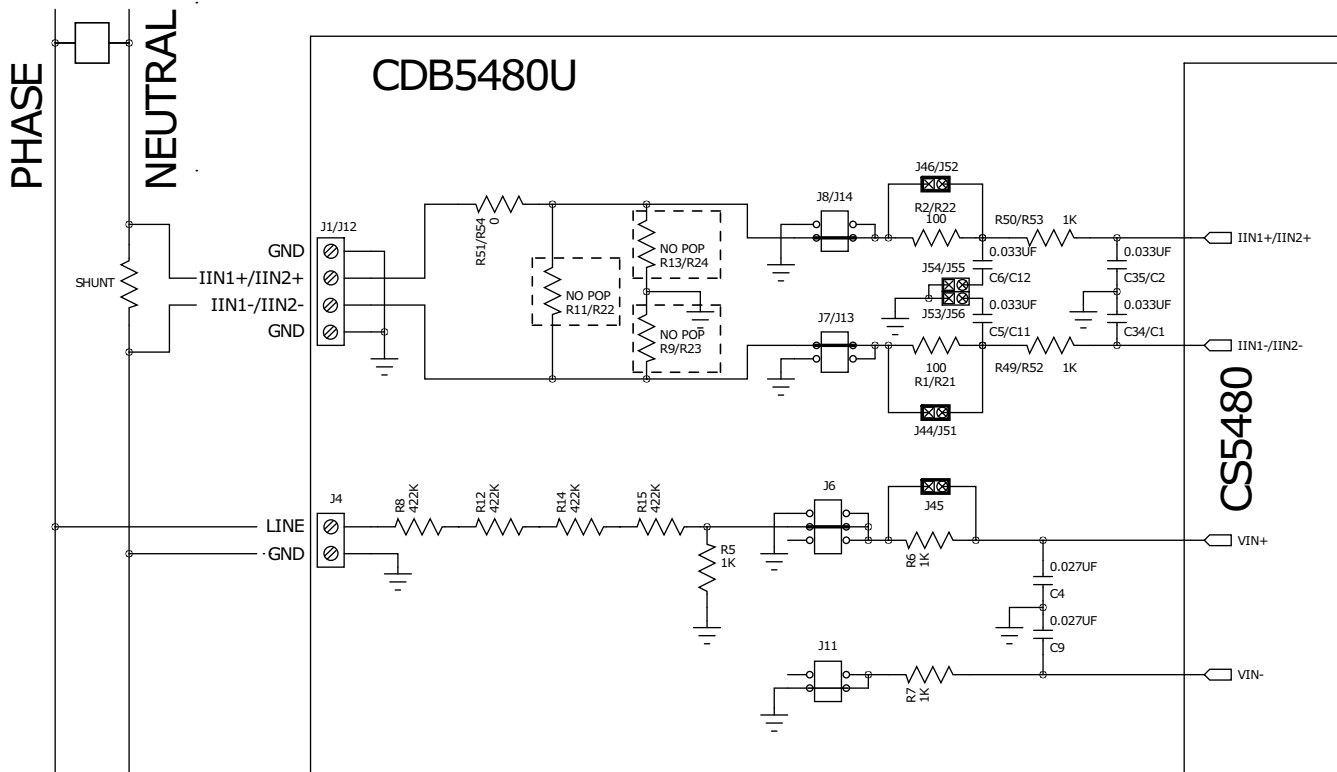 PHASE
NEUTRAL
CDB5480U
SHUNT
J1/J12
GND
IIN1+/IIN2+
IIN1-/IIN2-
GND
R51/R54
0
NO POP
R11/R22
NO POP
R13/R24
NO POP
R9/R23
J8/J14
J7/J13
J46/J52
R2/R22
100
R50/R53 1K
0.033UF
C6/C12
J54/J55
J53/J56
0.033UF
C5/C11
0.033UF
C35/C2
0.033UF
C34/C1
100
R1/R21
R49/R52 1K
J44/J51
IIN1+/IIN2+
IIN1-/IIN2-
CS5480
J4
LINE
GND
R8
422K
R12
422K
R14
422K
R15
422K
R5
1K
J6
J45
R6
1K
0.027UF
C4
0.027UF
C9
J11
R7
1K
VIN+
VIN-